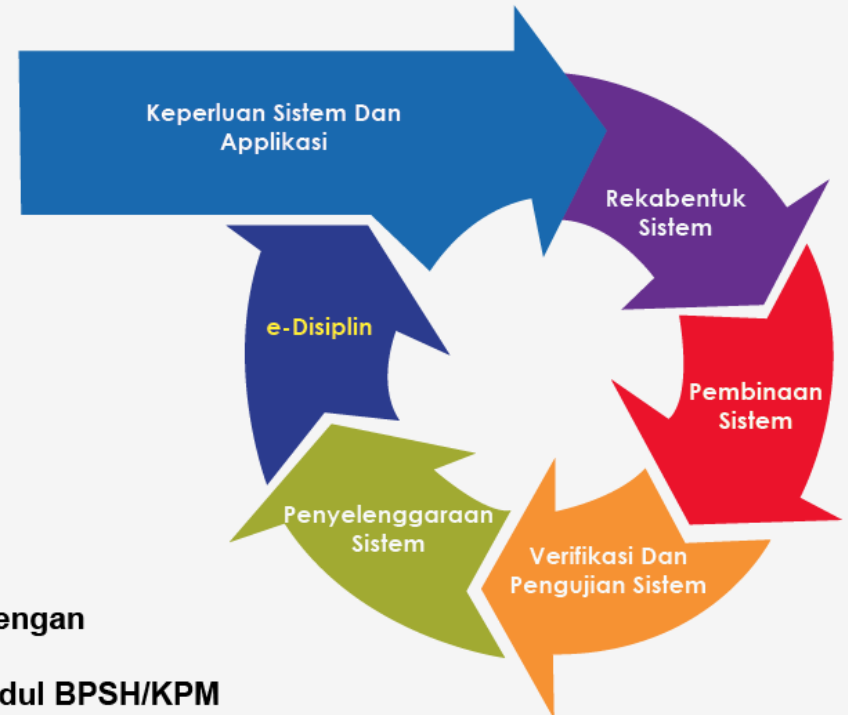 Keperluan Sistem Dan
Applikasi
Rekabentuk
Sistem
Pembinaan
Sistem
Verifikasi Dan
Pengujian Sistem
Penyelenggaraan
Sistem
e-Disiplin
engan
dul BPSH/KPM